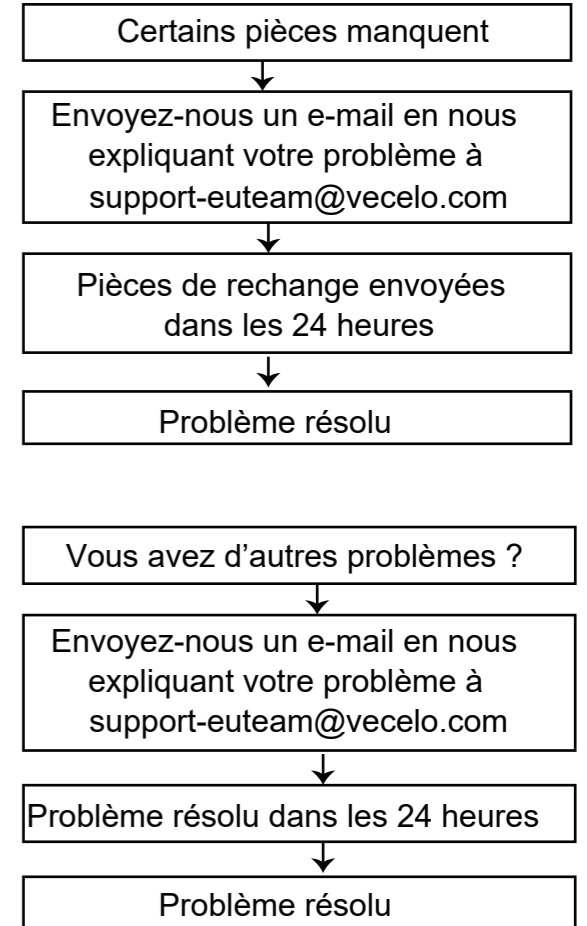 Certains pièces manquent
Envoyez-nous un e-mail en nous
expliquant votre problème à
support-euteam@vecelo.com
Pièces de rechange envoyées
dans les 24 heures
Problème résolu
Vous avez d’autres problèmes ?
Envoyez-nous un e-mail en nous
expliquant votre problème à
support-euteam@vecelo.com
Problème résolu dans les 24 heures
Problème résolu